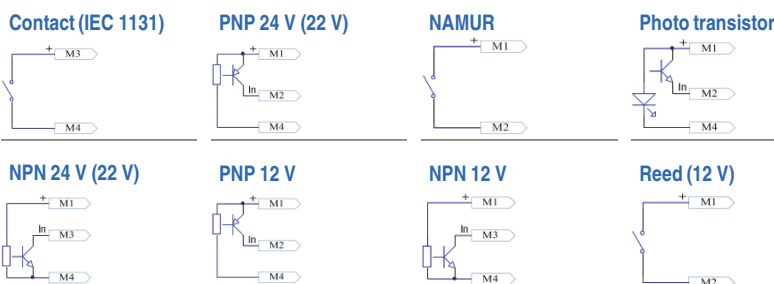 Contact (IEC 1131) PNP 24 V (22 V) NAMUR Photo transistor
+ M3 + M1 + M1 + M1
In M2 In M2
M4 M4 M2 M4
NPN 24 V (22 V) PNP 12 V NPN 12 V Reed (12 V)
+ M1 + M1 + M1 + M1
In M3 In M3
In M2
M4 M4 M4 M2